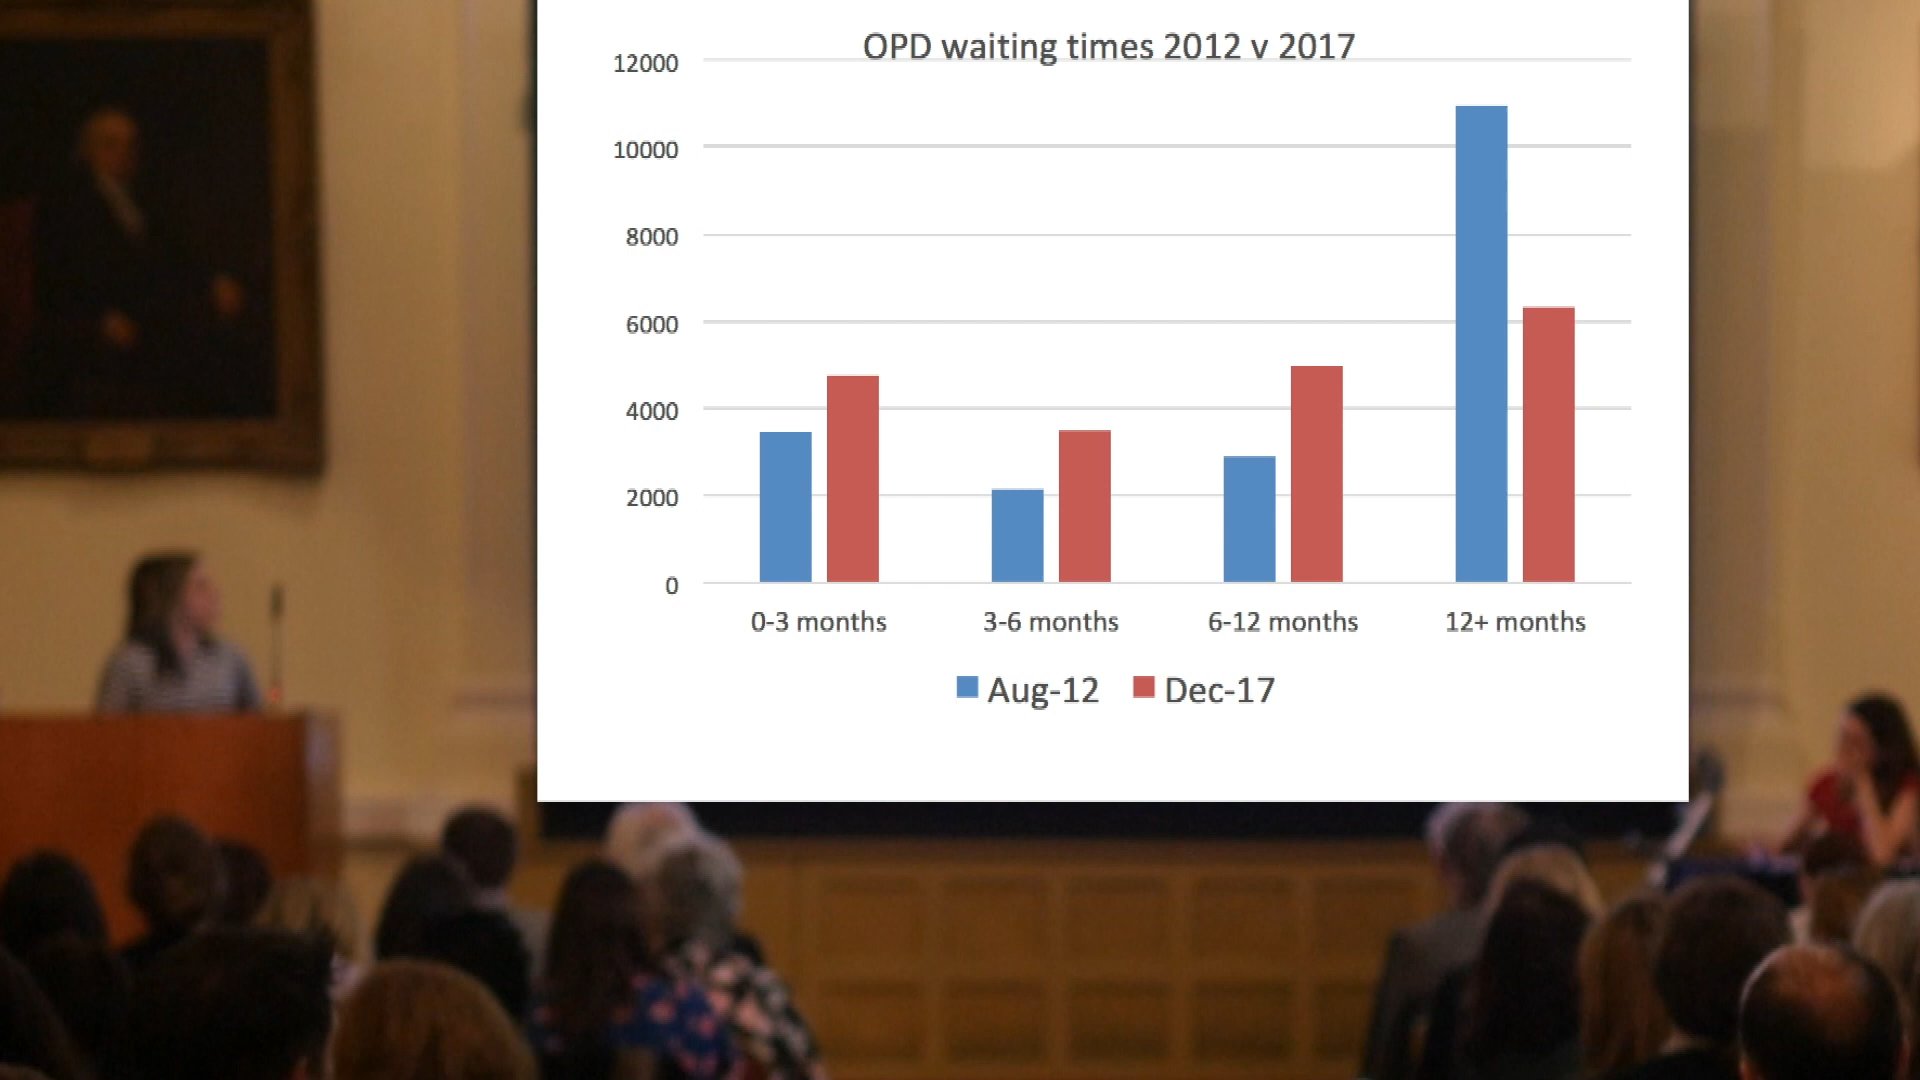 OPD waiting times 2012 v 2017
12000
10000
8000
6000
4000
2000
0
0-3 months 3-6 months 6-12 months 12+ months
Aug-12 Dec-17